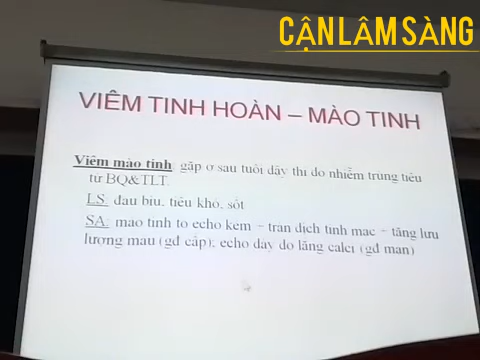 CẬN LÂM SÀNG
VIÊM TINH HOÀN – MÀO TINH
Viêm mào tinh: gặp ở sau tuổi dậy thì do nhiễm trùng tiểu
từ BQ&TLT.
LS: đau bìu, tiểu khó, sốt
SA: mào tinh to echo kém – tràn dịch tinh mạc – tăng lưu
lượng máu (gđ cấp); echo dày do lắng calci (gđ mạn)